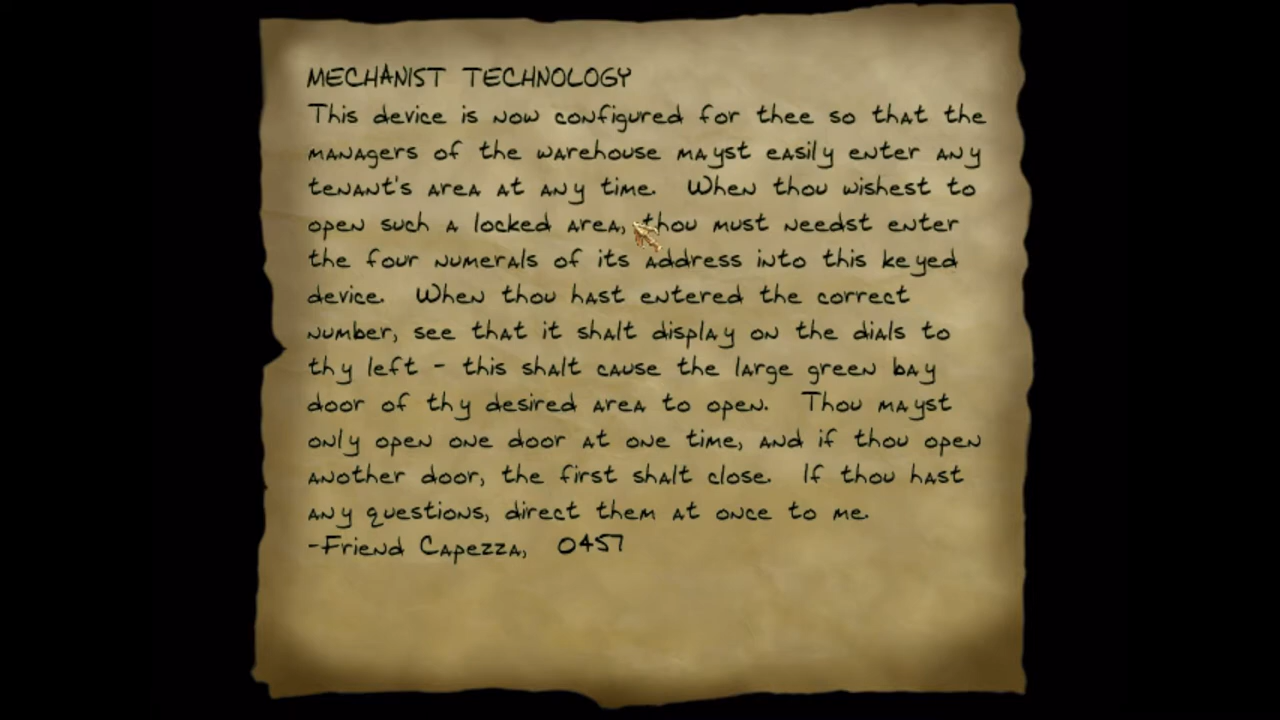 MECHANIST TECHNOLOGY
This device is now configured for thee so that the
managers of the warehouse mayst easily enter any
tenant's area at any time. When thou wishest to
open such a locked area, thou must needst enter
the four numerals of its address into this keyed
device. When thou hast entered the correct
number, see that it shalt display on the dials to
thy left - this shalt cause the large green bay
door of thy desired area to open. Thou mayst
only open one door at one time, and if thou open
another door, the first shalt close. If thou hast
any questions, direct them at once to me.
-Friend Capezza, 0457